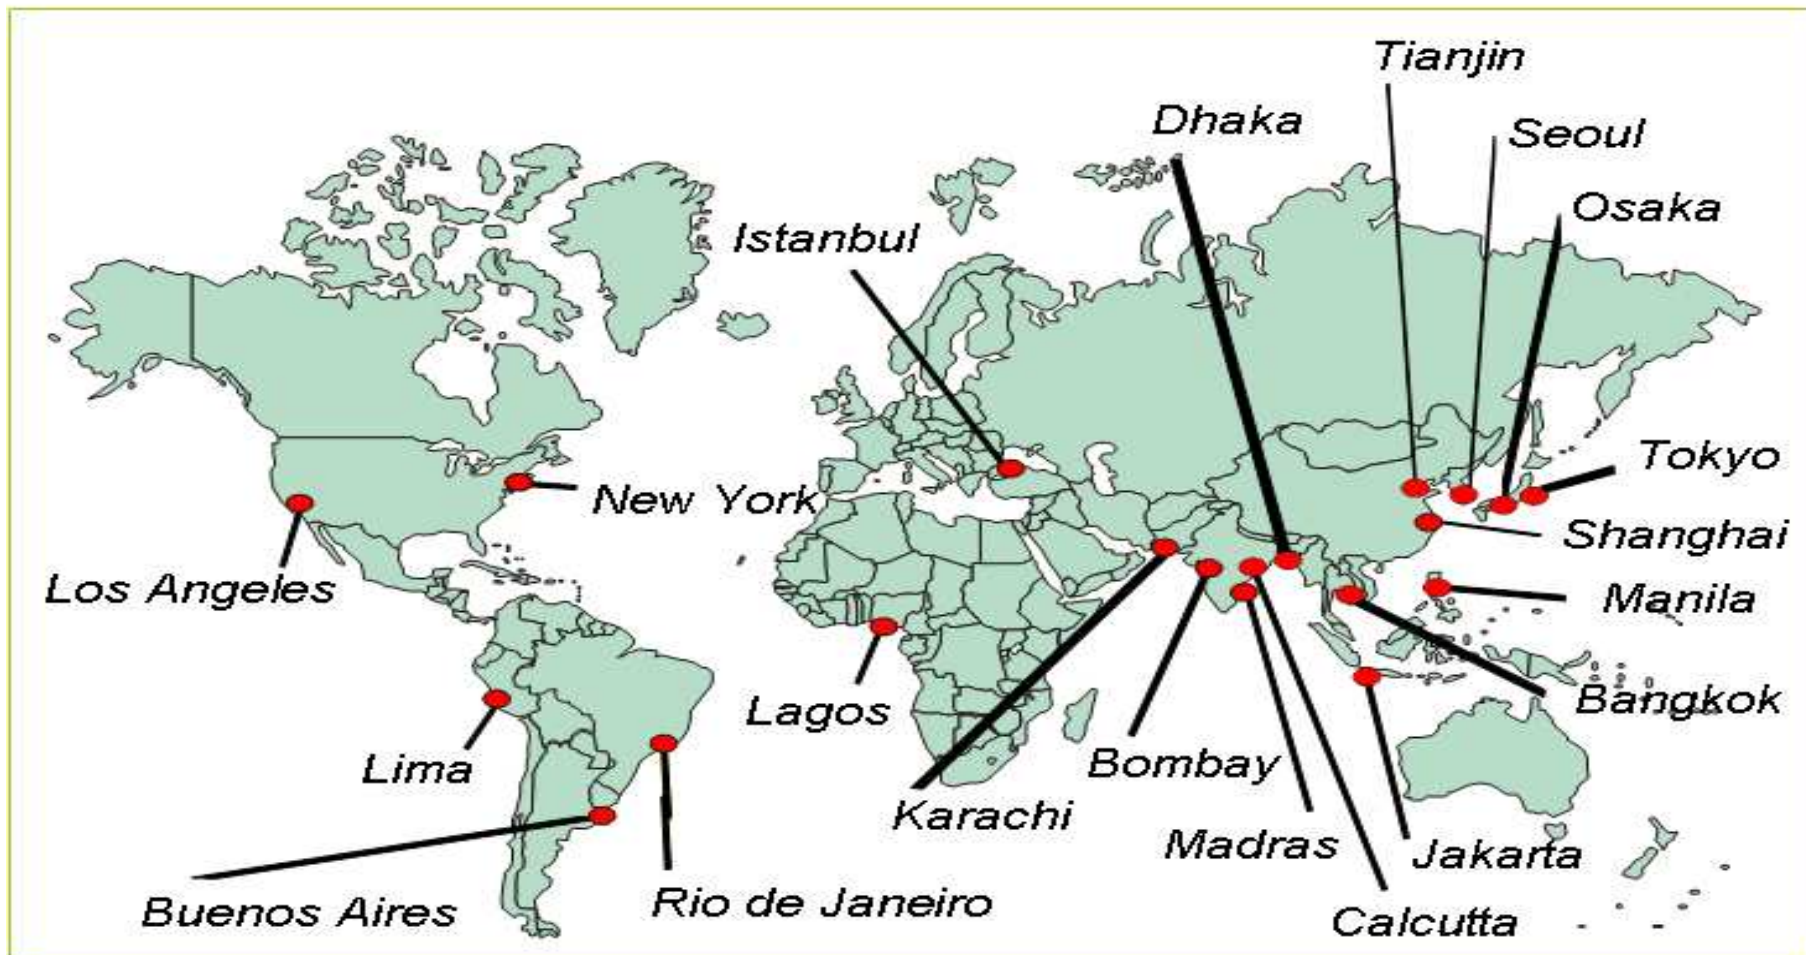 Tianjin
Dhaka
Seoul
Osaka
Istanbul
Tokyo
New York
Shanghai
Los Angeles
Manila
Bangkok
Lagos
Lima
Bombay
Karachi
Madras
Jakarta
Rio de Janeiro
Buenos Aires
Calcutta